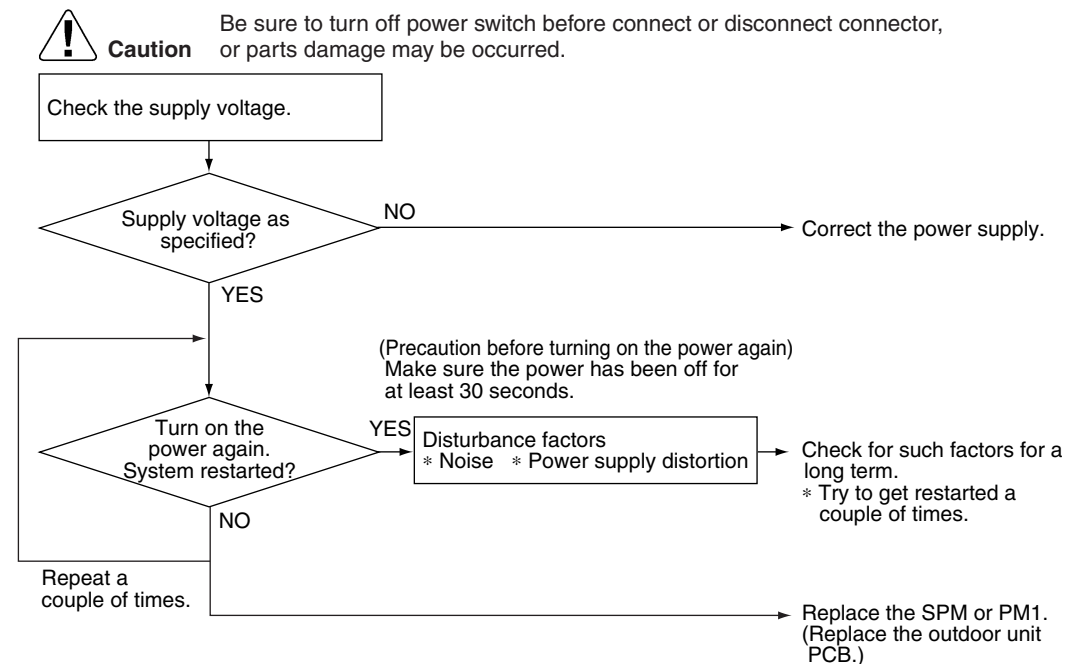 Be sure to turn off power switch before connect or disconnect connector,
Caution or parts damage may be occurred.
Check the supply voltage.
Supply voltage as
specified?
NO
Correct the power supply.
YES
(Precaution before turning on the power again)
Make sure the power has been off for
at least 30 seconds.
Turn on the
power again.
System restarted?
YES
Disturbance factors
* Noise * Power supply distortion
Check for such factors for a
long term.
* Try to get restarted a
couple of times.
NO
Repeat a
couple of times.
Replace the SPM or PM1.
(Replace the outdoor unit
PCB.)